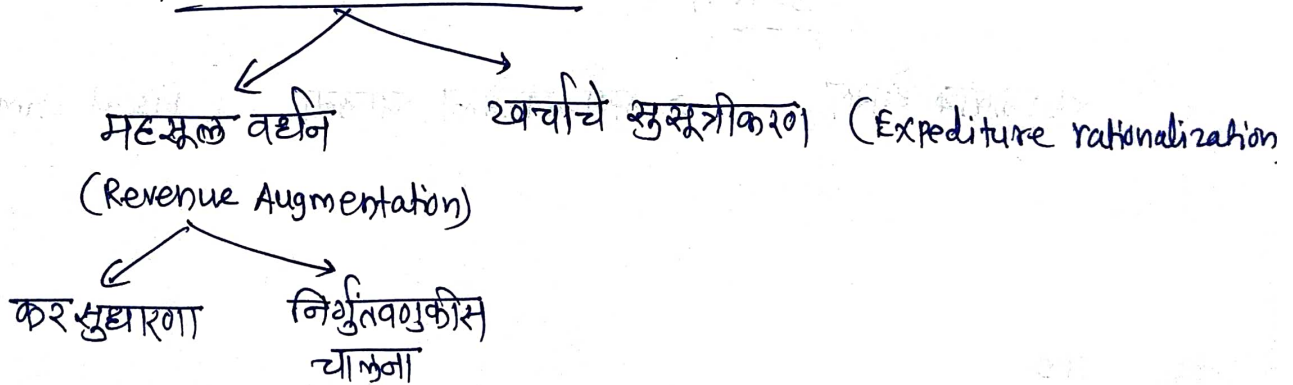 महसूल वर्धन खर्चाचे सुसूत्रीकरण (Expediture rationalization
(Revenue Augmentation)
कर सुधारणा निर्गुंतवणुकीस
चालना